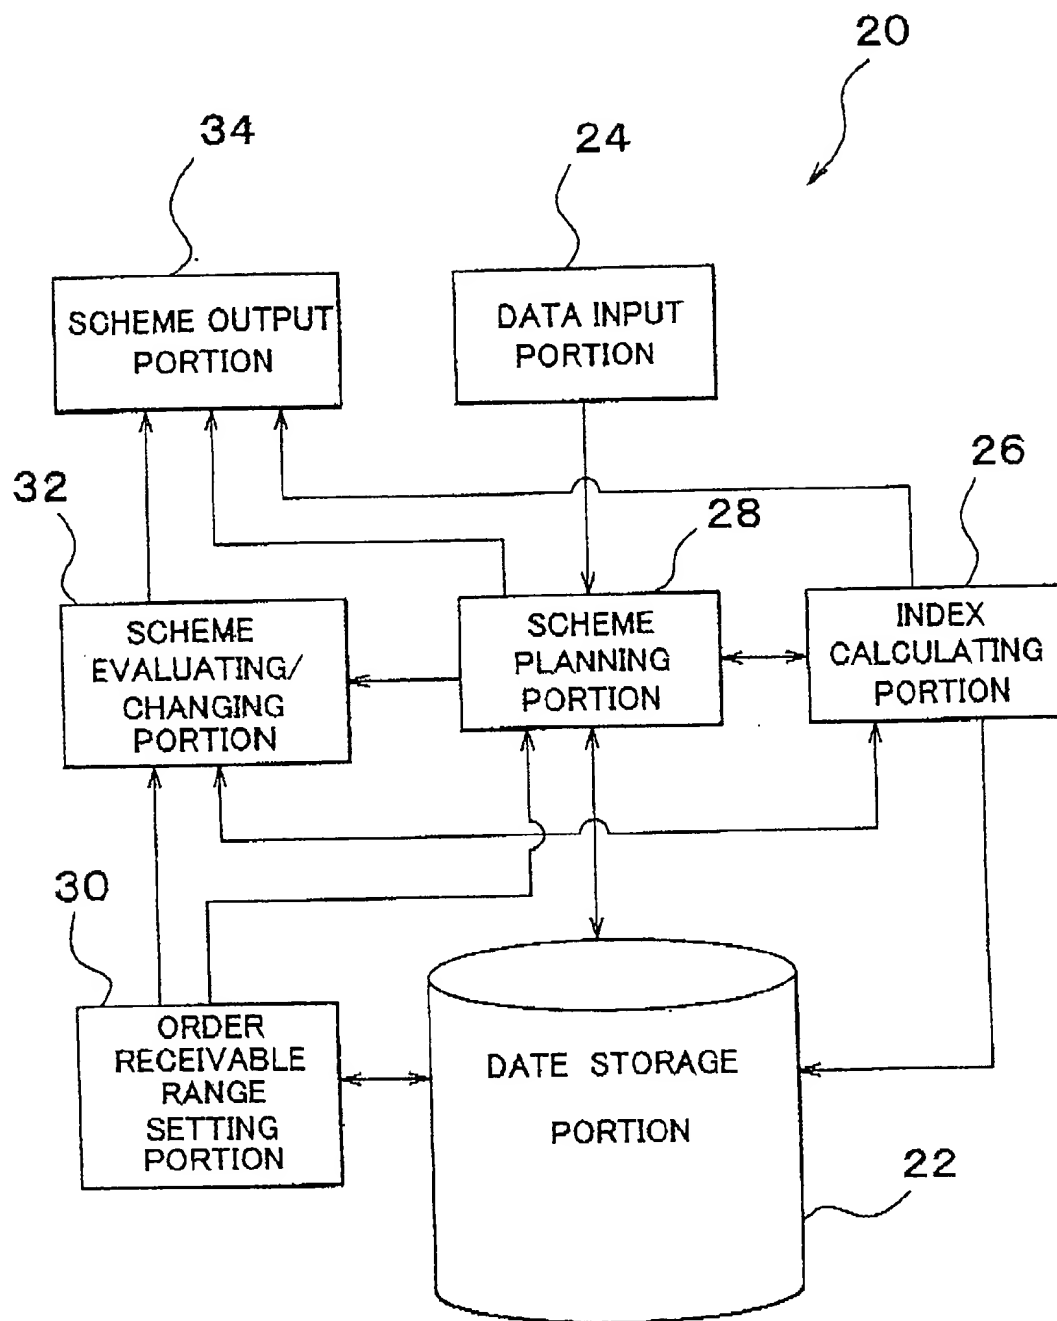 20
34
24
SCHEME OUTPUT
PORTION
DATA INPUT
PORTION
32
28
26
SCHEME
EVALUATING/
CHANGING
PORTION
SCHEME
PLANNING
PORTION
INDEX
CALCULATING
PORTION
30
ORDER
RECEIVABLE
RANGE
SETTING
PORTION
DATE STORAGE
PORTION
22